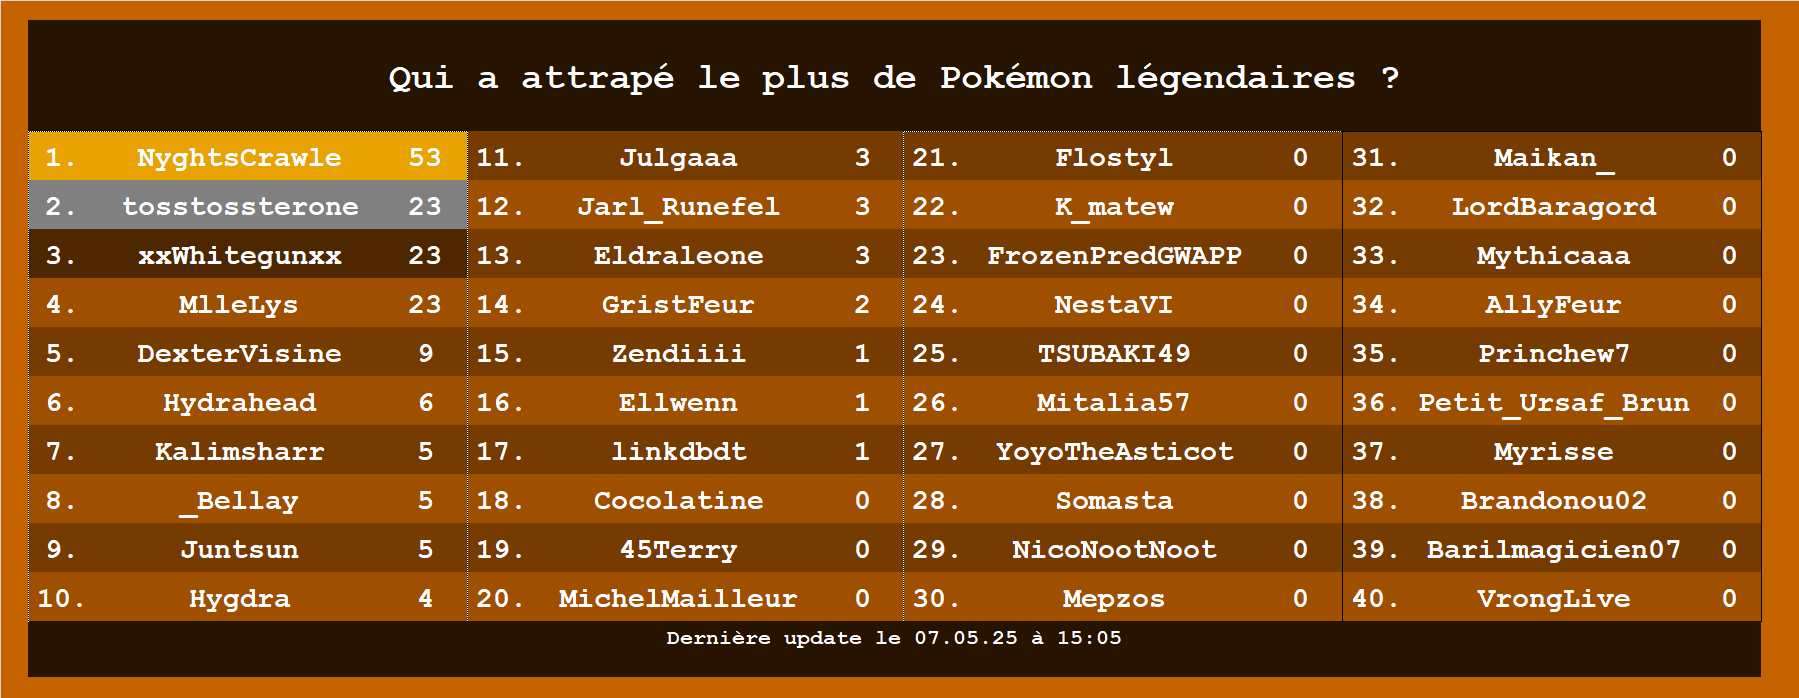 Qui a attrapé le plus de Pokémon légendaires ?
1. NyghtsCrawle 53
2. tosstossterone 23
3. xxWhitegunxx 23
4. MlleLys 23
5. DexterVisine 9
6. Hydrahead 6
7. Kalimsharr 5
8. _Bellay 5
9. Juntsun 5
10. Hygdra 4
11. Julgaaa 3
12. Jarl_Runefel 3
13. Eldraleone 3
14. GristFeur 2
15. Zendiiii 1
16. Ellwenn 1
17. linkdbdt 1
18. Cocolatine 0
19. 45Terry 0
20. MichelMailleur 0
21. Flostyl 0
22. K_matew 0
23. FrozenPredGWAPP 0
24. NestaVI 0
25. TSUBAKI49 0
26. Mitalia57 0
27. YoyoTheAsticot 0
28. Somasta 0
29. NicoNootNoot 0
30. Mepzos 0
31. Maikan_ 0
32. LordBaragord 0
33. Mythicaaa 0
34. AllyFeur 0
35. Princhew7 0
36. Petit_Ursaf_Brun 0
37. Myrisse 0
38. Brandonou02 0
39. Barilmagicien07 0
40. VrongLive 0
Dernière update le 07.05.25 à 15:05